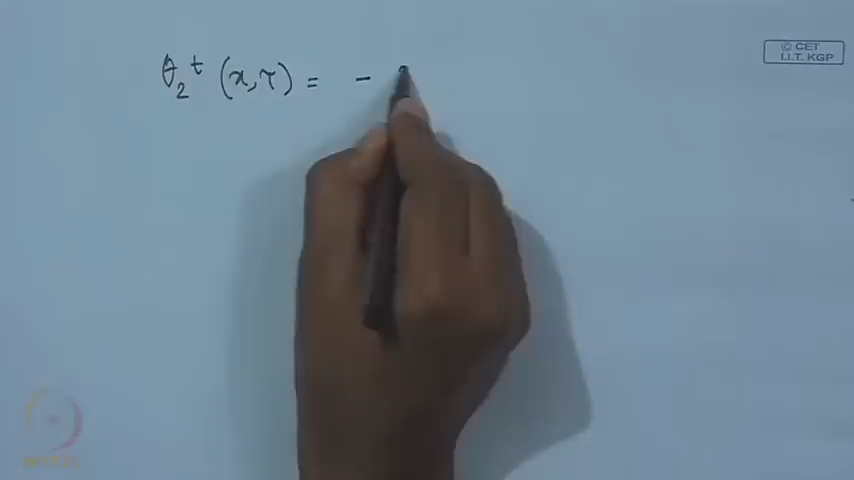 θ₂ᵗ (x,τ) = -
© CET
I.I.T. KGP